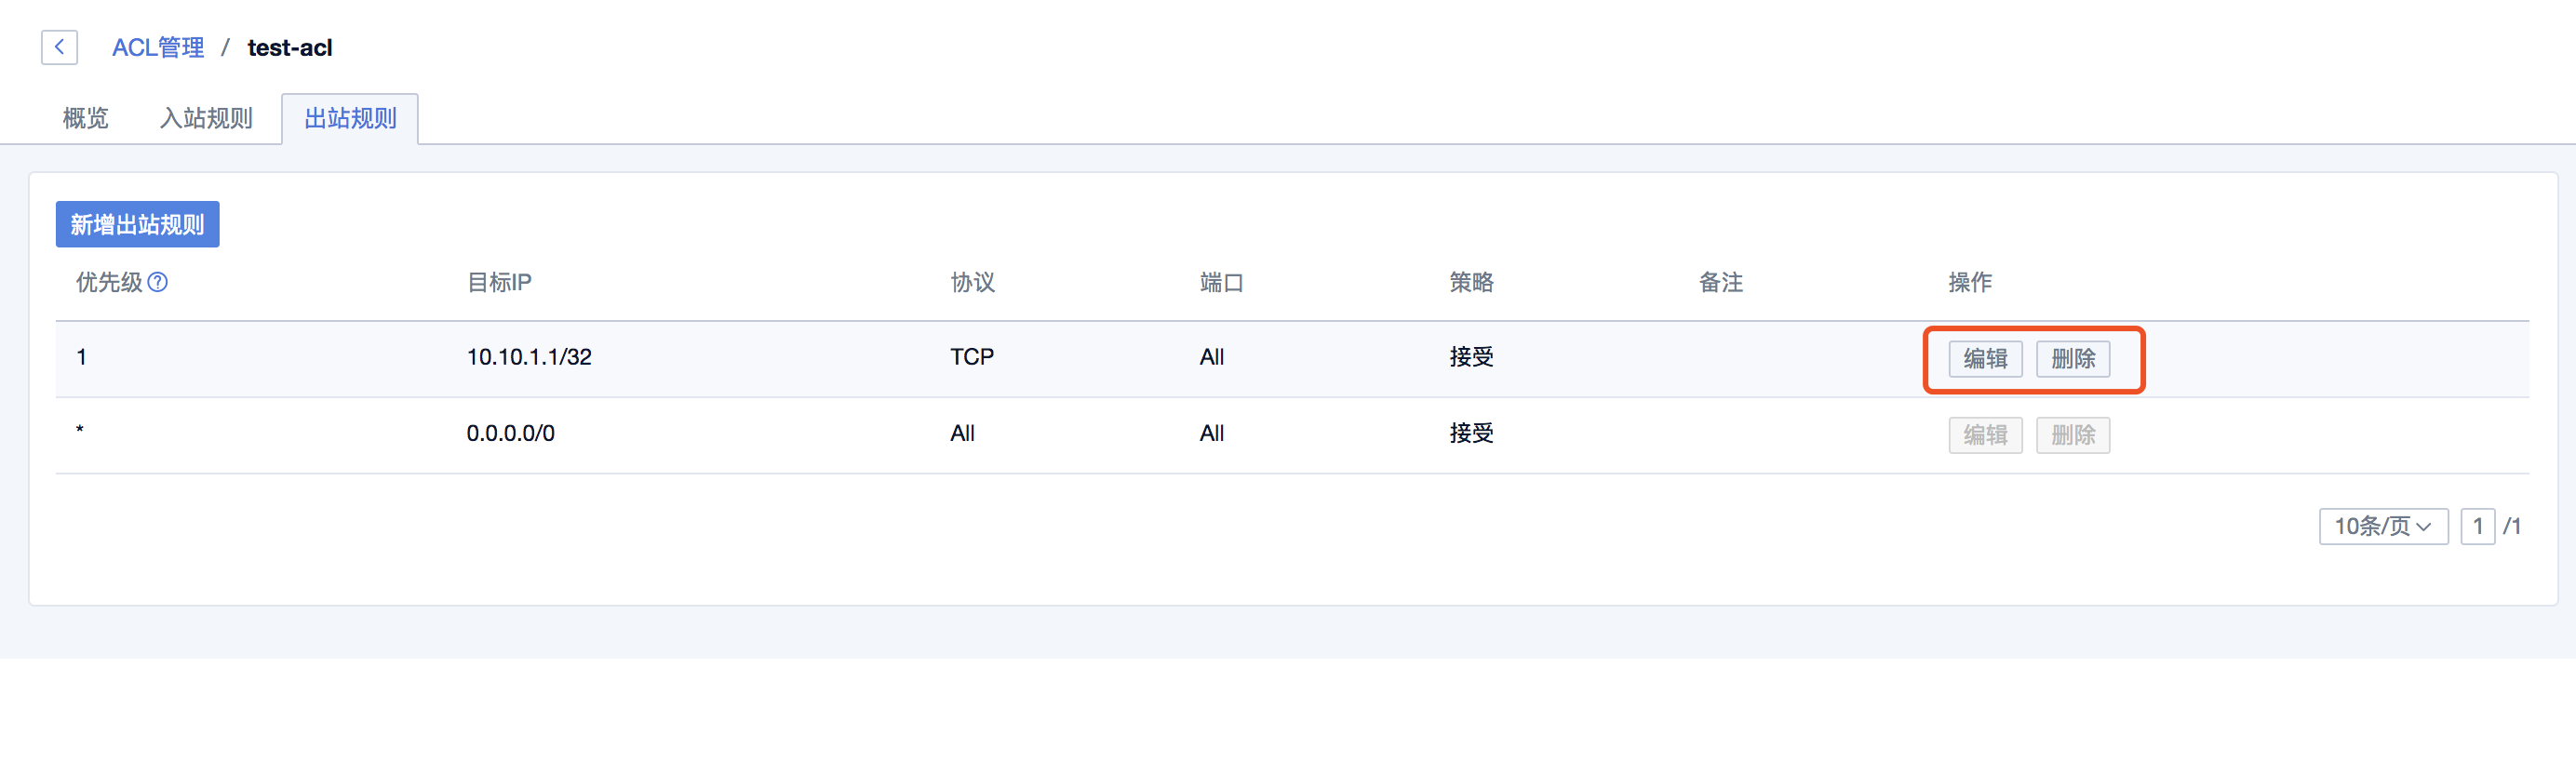 ACL管理 / test-acl
概览 入站规则 出站规则
新增出站规则
优先级 目标IP 协议 端口 策略 备注 操作
1 10.10.1.1/32 TCP All 接受 编辑 删除
* 0.0.0.0/0 All All 接受 编辑 删除
10条/页 1 /1